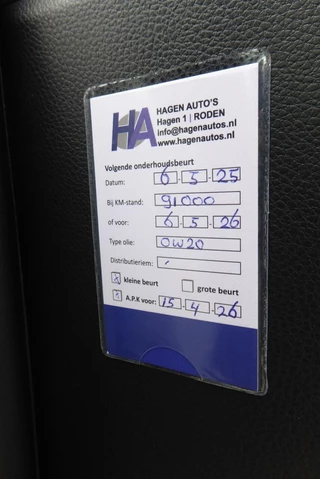 HA
HAGEN AUTO'S
Hagen 1 | RODEN
info@hagenautos.nl
www.hagenautos.nl
Volgende onderhoudsbeurt
Datum: 6-5-25
Bij KM-stand: 91000
of voor: 6-5-26
Type olie: 0W20
Distributieriem: -
x kleine beurt grote beurt
x A.P.K voor: 15-4-26